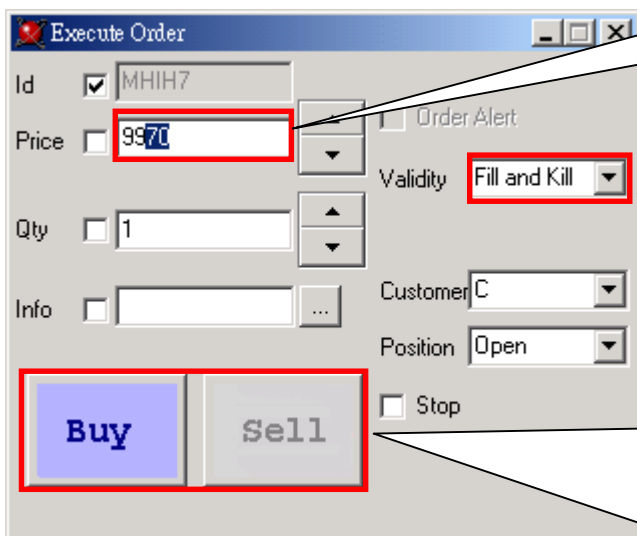 Execute Order
Id MHIH7
Order Alert
Price 9970
Validity Fill and Kill
Qty 1
Customer C
Info ...
Position Open
Stop
Buy Sell